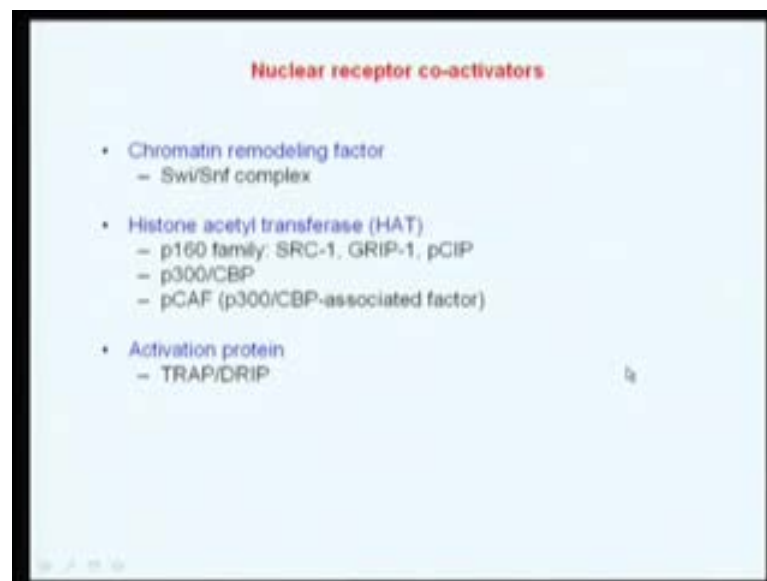 Nuclear receptor co-activators
• Chromatin remodeling factor
– Swi/Snf complex
• Histone acetyl transferase (HAT)
– p160 family: SRC-1, GRIP-1, pCIP
– p300/CBP
– pCAF (p300/CBP-associated factor)
• Activation protein
– TRAP/DRIP